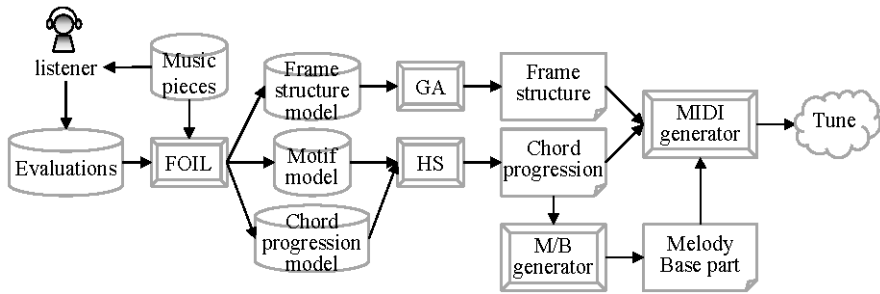 listener
Music
pieces
Evaluations
FOIL
Frame
structure
model
Motif
model
Chord
progression
model
GA
HS
Frame
structure
Chord
progression
M/B
generator
Melody
Base part
MIDI
generator
Tune